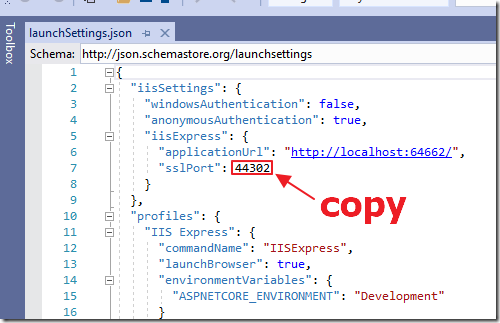 Toolbox
launchSettings.json
Schema: http://json.schemastore.org/launchsettings
1 {
2 "iisSettings": {
3 "windowsAuthentication": false,
4 "anonymousAuthentication": true,
5 "iisExpress": {
6 "applicationUrl": "http://localhost:64662/",
7 "sslPort": 44302
8 }
9 },
copy
10 "profiles": {
11 "IIS Express": {
12 "commandName": "IISExpress",
13 "launchBrowser": true,
14 "environmentVariables": {
15 "ASPNETCORE_ENVIRONMENT": "Development"
16 }